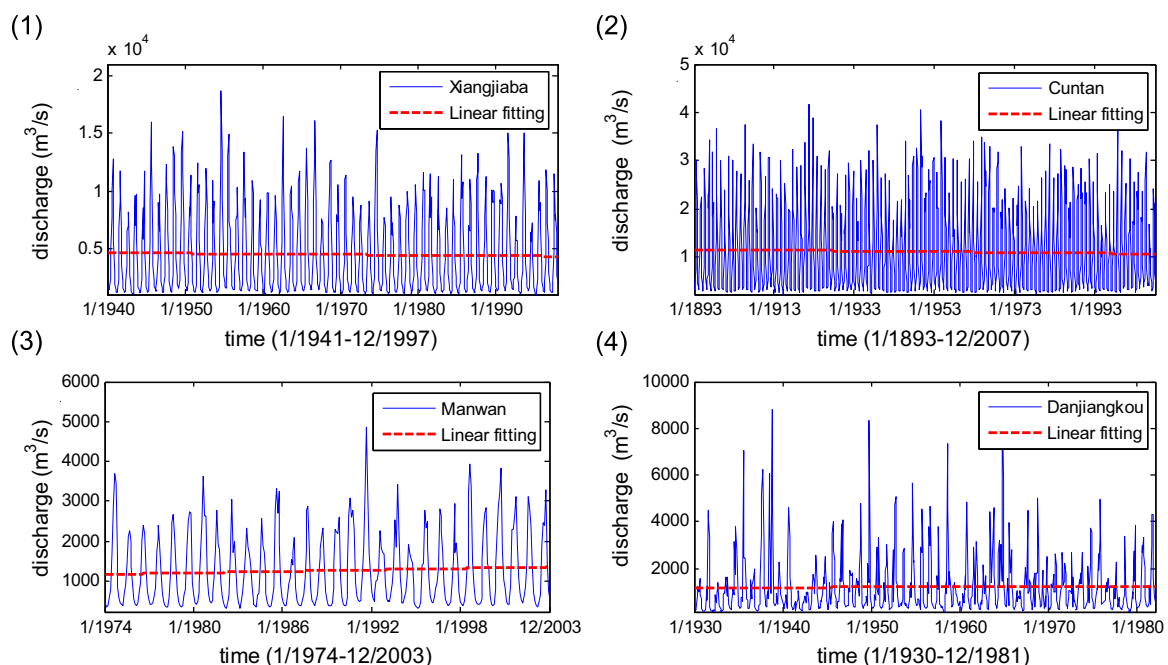 (1)
x 10^4
2
1.5
1
0.5
1/1940
1/1950
1/1960
1/1970
1/1980
1/1990
discharge (m^3/s)
time (1/1941-12/1997)
Xiangjiaba
Linear fitting
(2)
x 10^4
5
4
3
2
1
1/1893
1/1913
1/1933
1/1953
1/1973
1/1993
discharge (m^3/s)
time (1/1893-12/2007)
Cuntan
Linear fitting
(3)
6000
5000
4000
3000
2000
1000
1/1974
1/1980
1/1986
1/1992
1/1998
12/2003
discharge (m^3/s)
time (1/1974-12/2003)
Manwan
Linear fitting
(4)
10000
8000
6000
4000
2000
1/1930
1/1940
1/1950
1/1960
1/1970
1/1980
discharge (m^3/s)
time (1/1930-12/1981)
Danjiangkou
Linear fitting